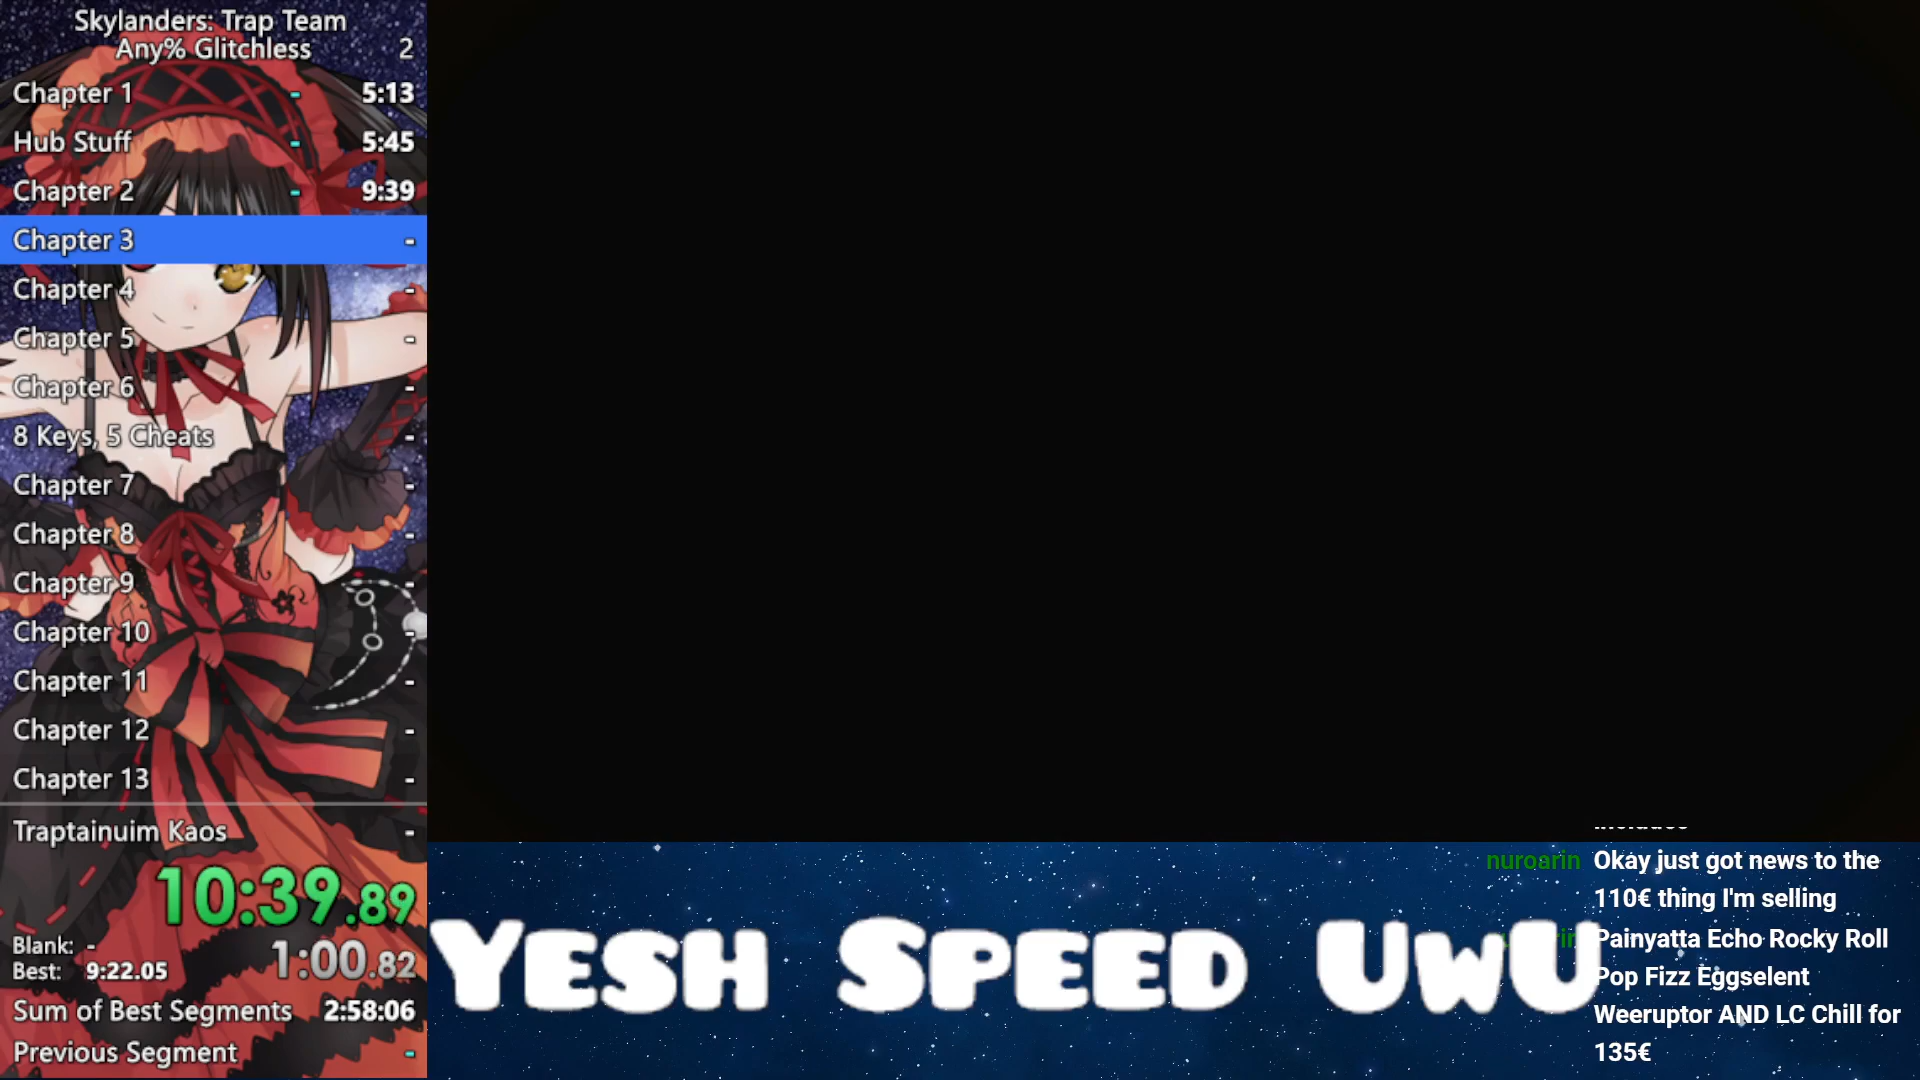 Skylanders: Trap Team
Any% Glitchless 2
Chapter 1 - 5:13
Hub Stuff - 5:45
Chapter 2 - 9:39
Chapter 3 -
Chapter 4 -
Chapter 5 -
Chapter 6 -
8 Keys, 5 Cheats -
Chapter 7 -
Chapter 8 -
Chapter 9 -
Chapter 10 -
Chapter 11 -
Chapter 12 -
Chapter 13 -
Traptainuim Kaos -
10:39.89
Blank: -
Best: 9:22.05
1:00.82
Sum of Best Segments 2:58:06
Previous Segment -
Yesh Speed UwU
nuroarin Okay just got news to the
110€ thing I'm selling
Painyatta Echo Rocky Roll
Pop Fizz Eggselent
Weeruptor AND LC Chill for
135€